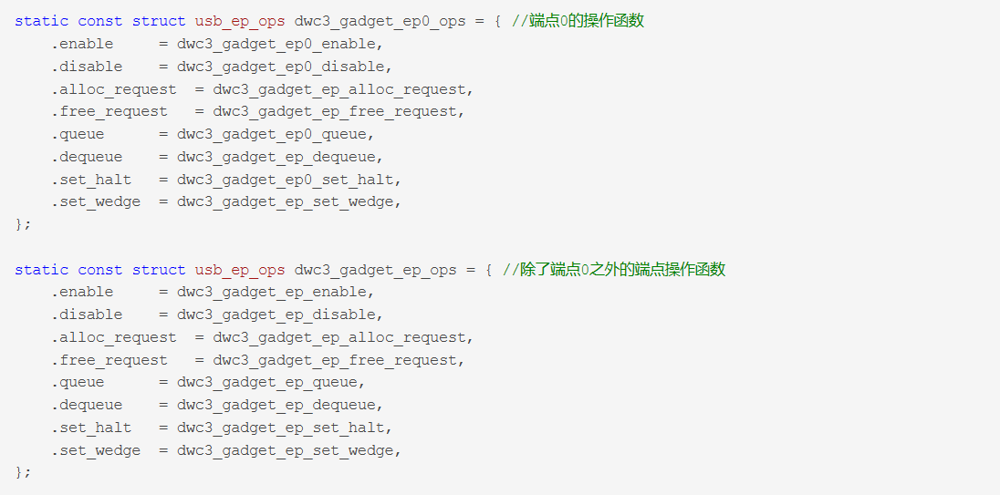 static const struct usb_ep_ops dwc3_gadget_ep0_ops = { //端点0的操作函数
    .enable     = dwc3_gadget_ep0_enable,
    .disable    = dwc3_gadget_ep0_disable,
    .alloc_request  = dwc3_gadget_ep_alloc_request,
    .free_request   = dwc3_gadget_ep_free_request,
    .queue      = dwc3_gadget_ep0_queue,
    .dequeue    = dwc3_gadget_ep_dequeue,
    .set_halt   = dwc3_gadget_ep0_set_halt,
    .set_wedge  = dwc3_gadget_ep_set_wedge,
};
static const struct usb_ep_ops dwc3_gadget_ep_ops = { //除了端点0之外的端点操作函数
    .enable     = dwc3_gadget_ep_enable,
    .disable    = dwc3_gadget_ep_disable,
    .alloc_request  = dwc3_gadget_ep_alloc_request,
    .free_request   = dwc3_gadget_ep_free_request,
    .queue      = dwc3_gadget_ep_queue,
    .dequeue    = dwc3_gadget_ep_dequeue,
    .set_halt   = dwc3_gadget_ep_set_halt,
    .set_wedge  = dwc3_gadget_ep_set_wedge,
};